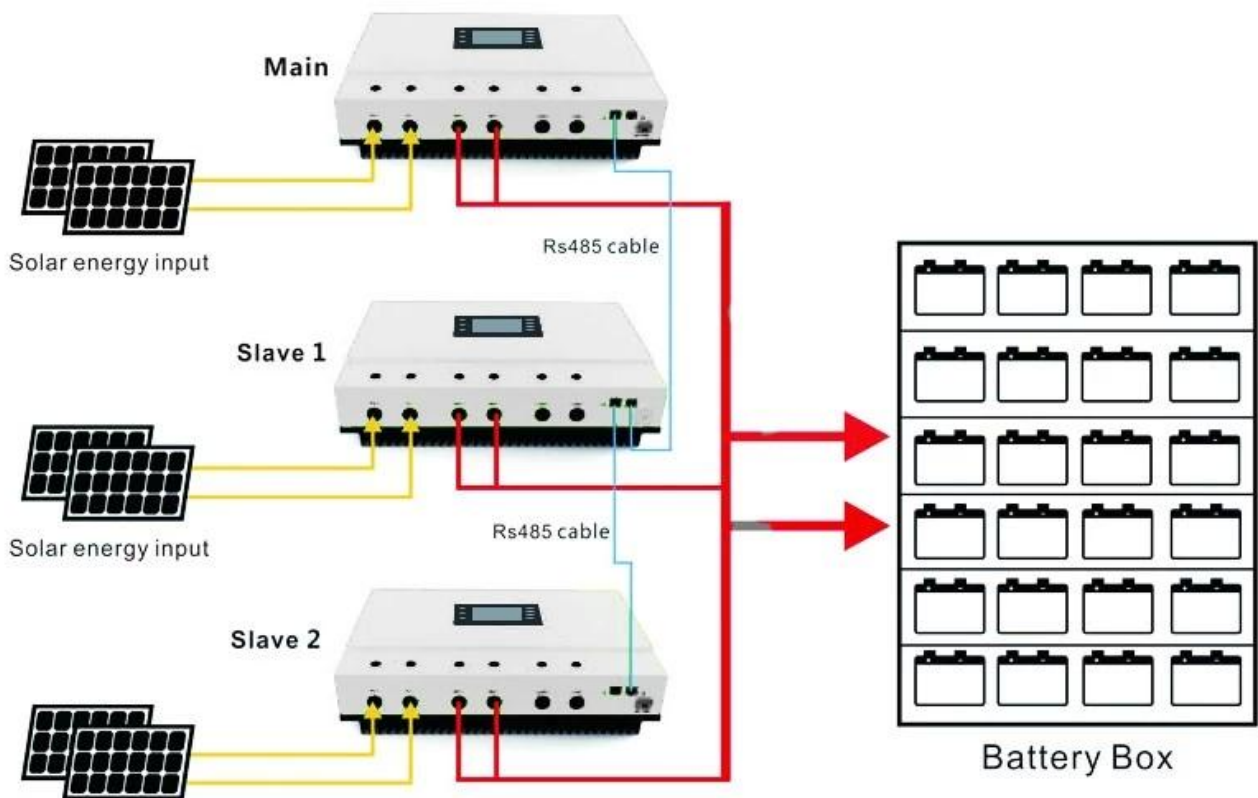 Main
Solar energy input
Rs485 cable
Slave 1
Solar energy input
Rs485 cable
Slave 2
Battery Box